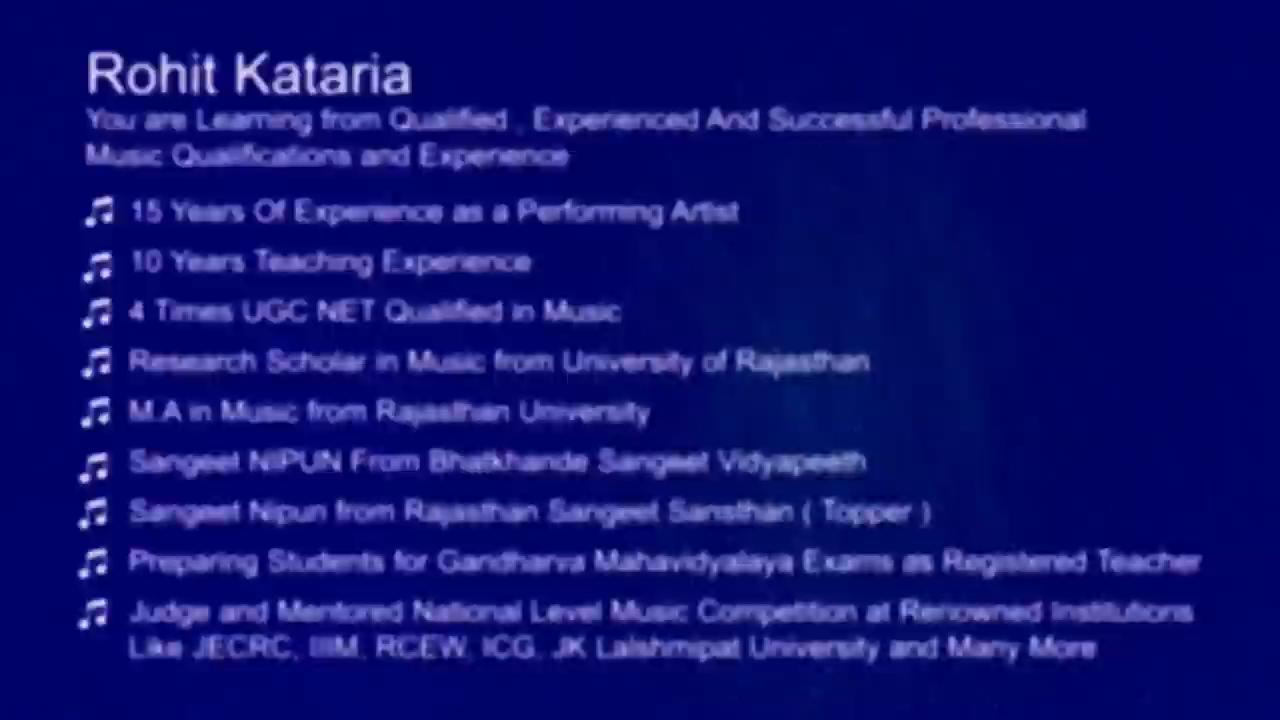 Rohit Kataria
You are Learning from Qualified , Experienced And Successful Professional
Music Qualifications and Experience
15 Years Of Experience as a Performing Artist
10 Years Teaching Experience
4 Times UGC NET Qualified in Music
Research Scholar in Music from University of Rajasthan
M.A in Music from Rajasthan University
Sangeet NIPUN From Bhatkhande Sangeet Vidyapeeth
Sangeet Nipun from Rajasthan Sangeet Sansthan ( Topper )
Preparing Students for Gandharva Mahavidyalaya Exams as Registered Teacher
Judge and Mentored National Level Music Competition at Renowned Institutions
Like JECRC, RCEW, ICG, JK University and Many More